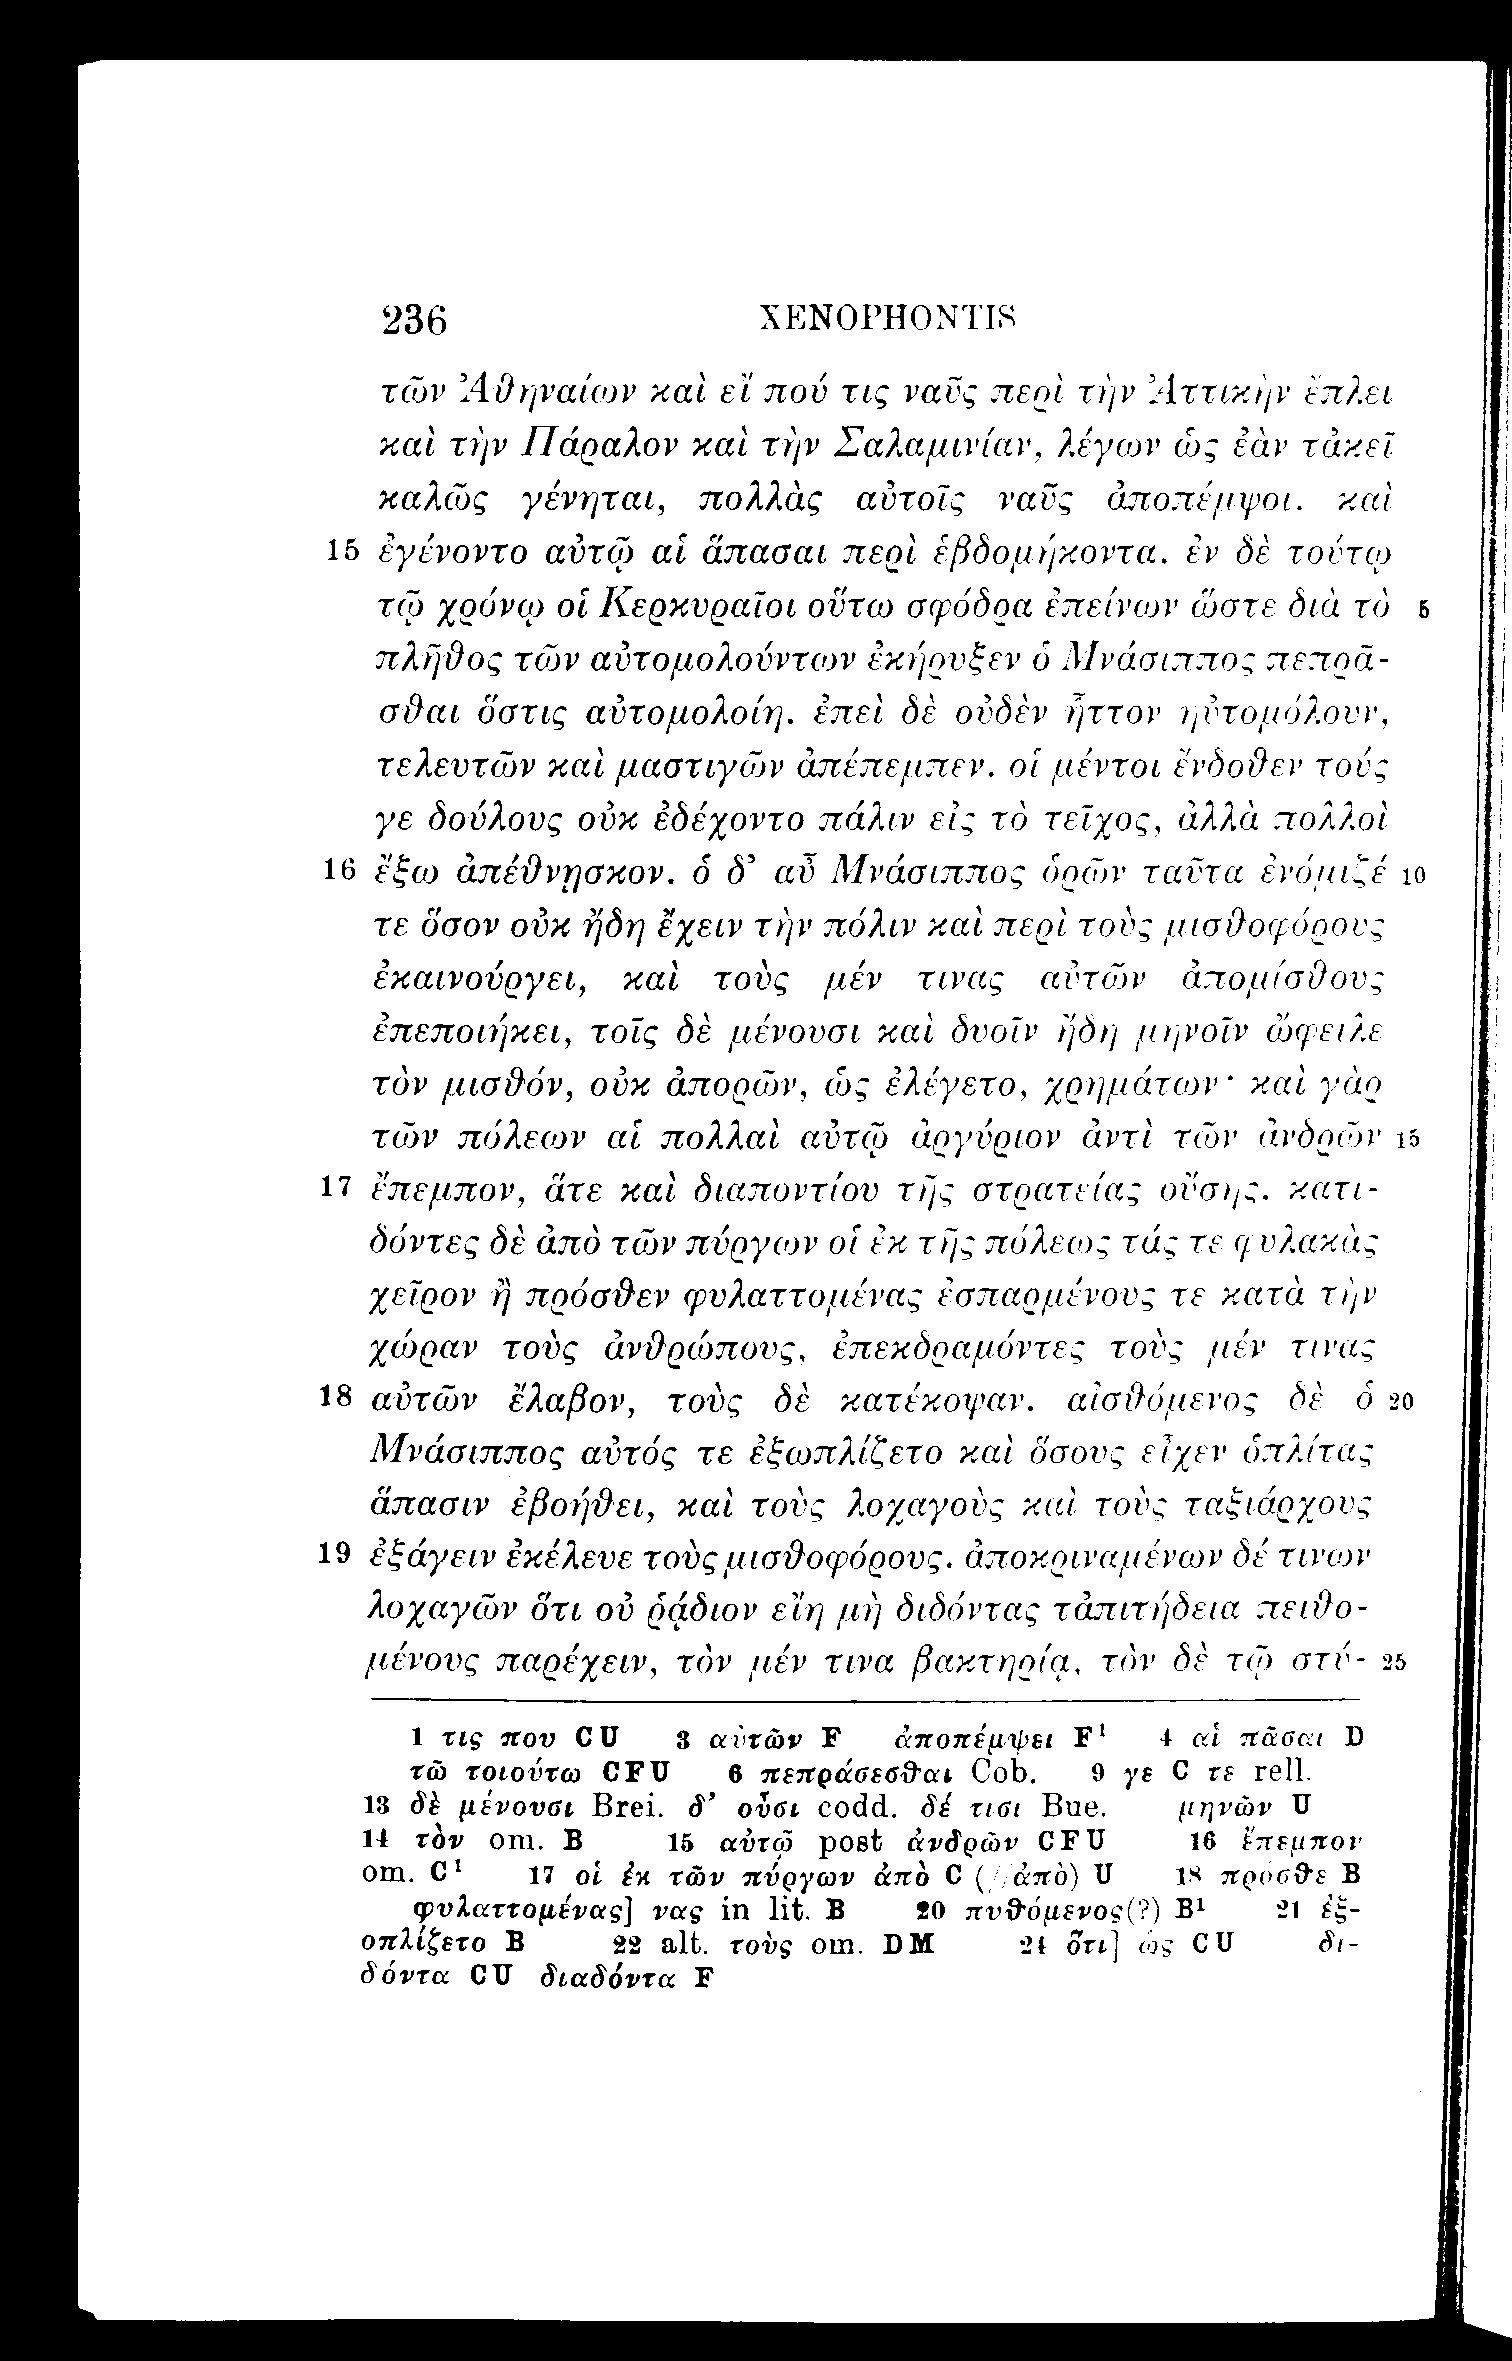 236 XENOPHONTIS
τῶν Ἀθηναίων καὶ εἴ πού τις ναῦς περὶ τὴν Ἀττικὴν ἔπλει
καὶ τὴν Πάραλον καὶ τὴν Σαλαμινίαν, λέγων ὡς ἐὰν τἀκεῖ
καλῶς γένηται, πολλὰς αὐτοῖς ναῦς ἀποπέμψοι. καὶ
15 ἐγένοντο αὐτῷ αἱ ἅπασαι περὶ ἑβδομήκοντα. ἐν δὲ τούτῳ
τῷ χρόνῳ οἱ Κερκυραῖοι οὕτω σφόδρα ἐπείνων ὥστε διὰ τὸ 5
πλῆθος τῶν αὐτομολούντων ἐκήρυξεν ὁ Μνάσιππος πεπρᾶ-
σθαι ὅστις αὐτομολοίη. ἐπεὶ δὲ οὐδὲν ἧττον ηὐτομόλουν,
τελευτῶν καὶ μαστιγῶν ἀπέπεμπεν. οἱ μέντοι ἔνδοθεν τούς
γε δούλους οὐκ ἐδέχοντο πάλιν εἰς τὸ τεῖχος, ἀλλὰ πολλοὶ
16 ἔξω ἀπέθνῃσκον. ὁ δ’ αὖ Μνάσιππος ὁρῶν ταῦτα ἐνόμιζέ 10
τε ὅσον οὐκ ἤδη ἔχειν τὴν πόλιν καὶ περὶ τοὺς μισθοφόρους
ἐκαινούργει, καὶ τοὺς μέν τινας αὐτῶν ἀπομίσθους
ἐπεποιήκει, τοῖς δὲ μένουσι καὶ δυοῖν ἤδη μηνοῖν ὤφειλε
τὸν μισθόν, οὐκ ἀπορῶν, ὡς ἐλέγετο, χρημάτων· καὶ γὰρ
τῶν πόλεων αἱ πολλαὶ αὐτῷ ἀργύριον ἀντὶ τῶν ἀνδρῶν 15
17 ἔπεμπον, ἅτε καὶ διαποντίου τῆς στρατείας οὔσης. κατι-
δόντες δὲ ἀπὸ τῶν πύργων οἱ ἐκ τῆς πόλεως τάς τε φυλακὰς
χεῖρον ἢ πρόσθεν φυλαττομένας ἐσπαρμένους τε κατὰ τὴν
χώραν τοὺς ἀνθρώπους, ἐπεκδραμόντες τοὺς μέν τινας
18 αὐτῶν ἔλαβον, τοὺς δὲ κατέκοψαν. αἰσθόμενος δὲ ὁ 20
Μνάσιππος αὐτός τε ἐξωπλίζετο καὶ ὅσους εἶχεν ὁπλίτας
ἅπασιν ἐβοήθει, καὶ τοὺς λοχαγοὺς καὶ τοὺς ταξιάρχους
19 ἐξάγειν ἐκέλευε τοὺς μισθοφόρους. ἀποκριναμένων δέ τινων
λοχαγῶν ὅτι οὐ ῥᾴδιον εἴη μὴ διδόντας τἀπιτήδεια πειθο-
μένους παρέχειν, τὸν μέν τινα βακτηρίᾳ, τὸν δὲ τῷ στύ- 25
1 τις που CU 3 αὐτῶν F ἀποπέμψει F¹ 4 αἱ πᾶσαι D
τῶ τοιούτω CFU 6 πεπράσεσθαι Cob. 9 γε C τε rell.
13 δὲ μένουσι Brei. δ’ οὖσι codd. δέ τισι Bue. μηνῶν U
14 τὸν om. B 15 αὐτῷ post ἀνδρῶν CFU 16 ἔπεμπον
om. C¹ 17 οἱ ἐκ τῶν πύργων ἀπὸ C (//ἀπὸ) U 18 πρόσθε B
φυλαττομένας] νας in lit. B 20 πυθόμενος(?) B¹ 21 ἐξ-
οπλίζετο B 22 alt. τοὺς om. DM 24 ὅτι] ὡς CU δι-
δόντα CU διαδόντα F